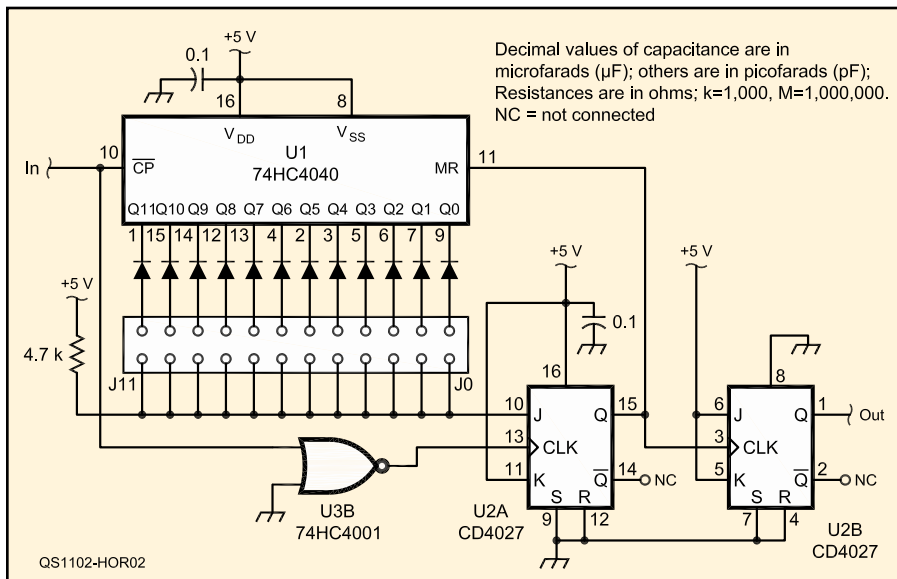 +5 V
0.1
Decimal values of capacitance are in
microfarads (µF); others are in picofarads (pF);
Resistances are in ohms; k=1,000, M=1,000,000.
NC = not connected
16
8
VDD
VSS
In
10
CP
U1
74HC4040
MR
11
Q11 Q10 Q9 Q8 Q7 Q6 Q5 Q4 Q3 Q2 Q1 Q0
1 15 14 12 13 4 2 3 5 6 7 9
+5 V
+5 V
+5 V
4.7 k
0.1
J11
J0
16
8
10
J
Q
15
6
J
Q
1
Out
13
CLK
3
CLK
11
K
Q
14
NC
5
K
Q
2
NC
S
R
S
R
9
12
7
4
U3B
74HC4001
U2A
CD4027
U2B
CD4027
QS1102-HOR02